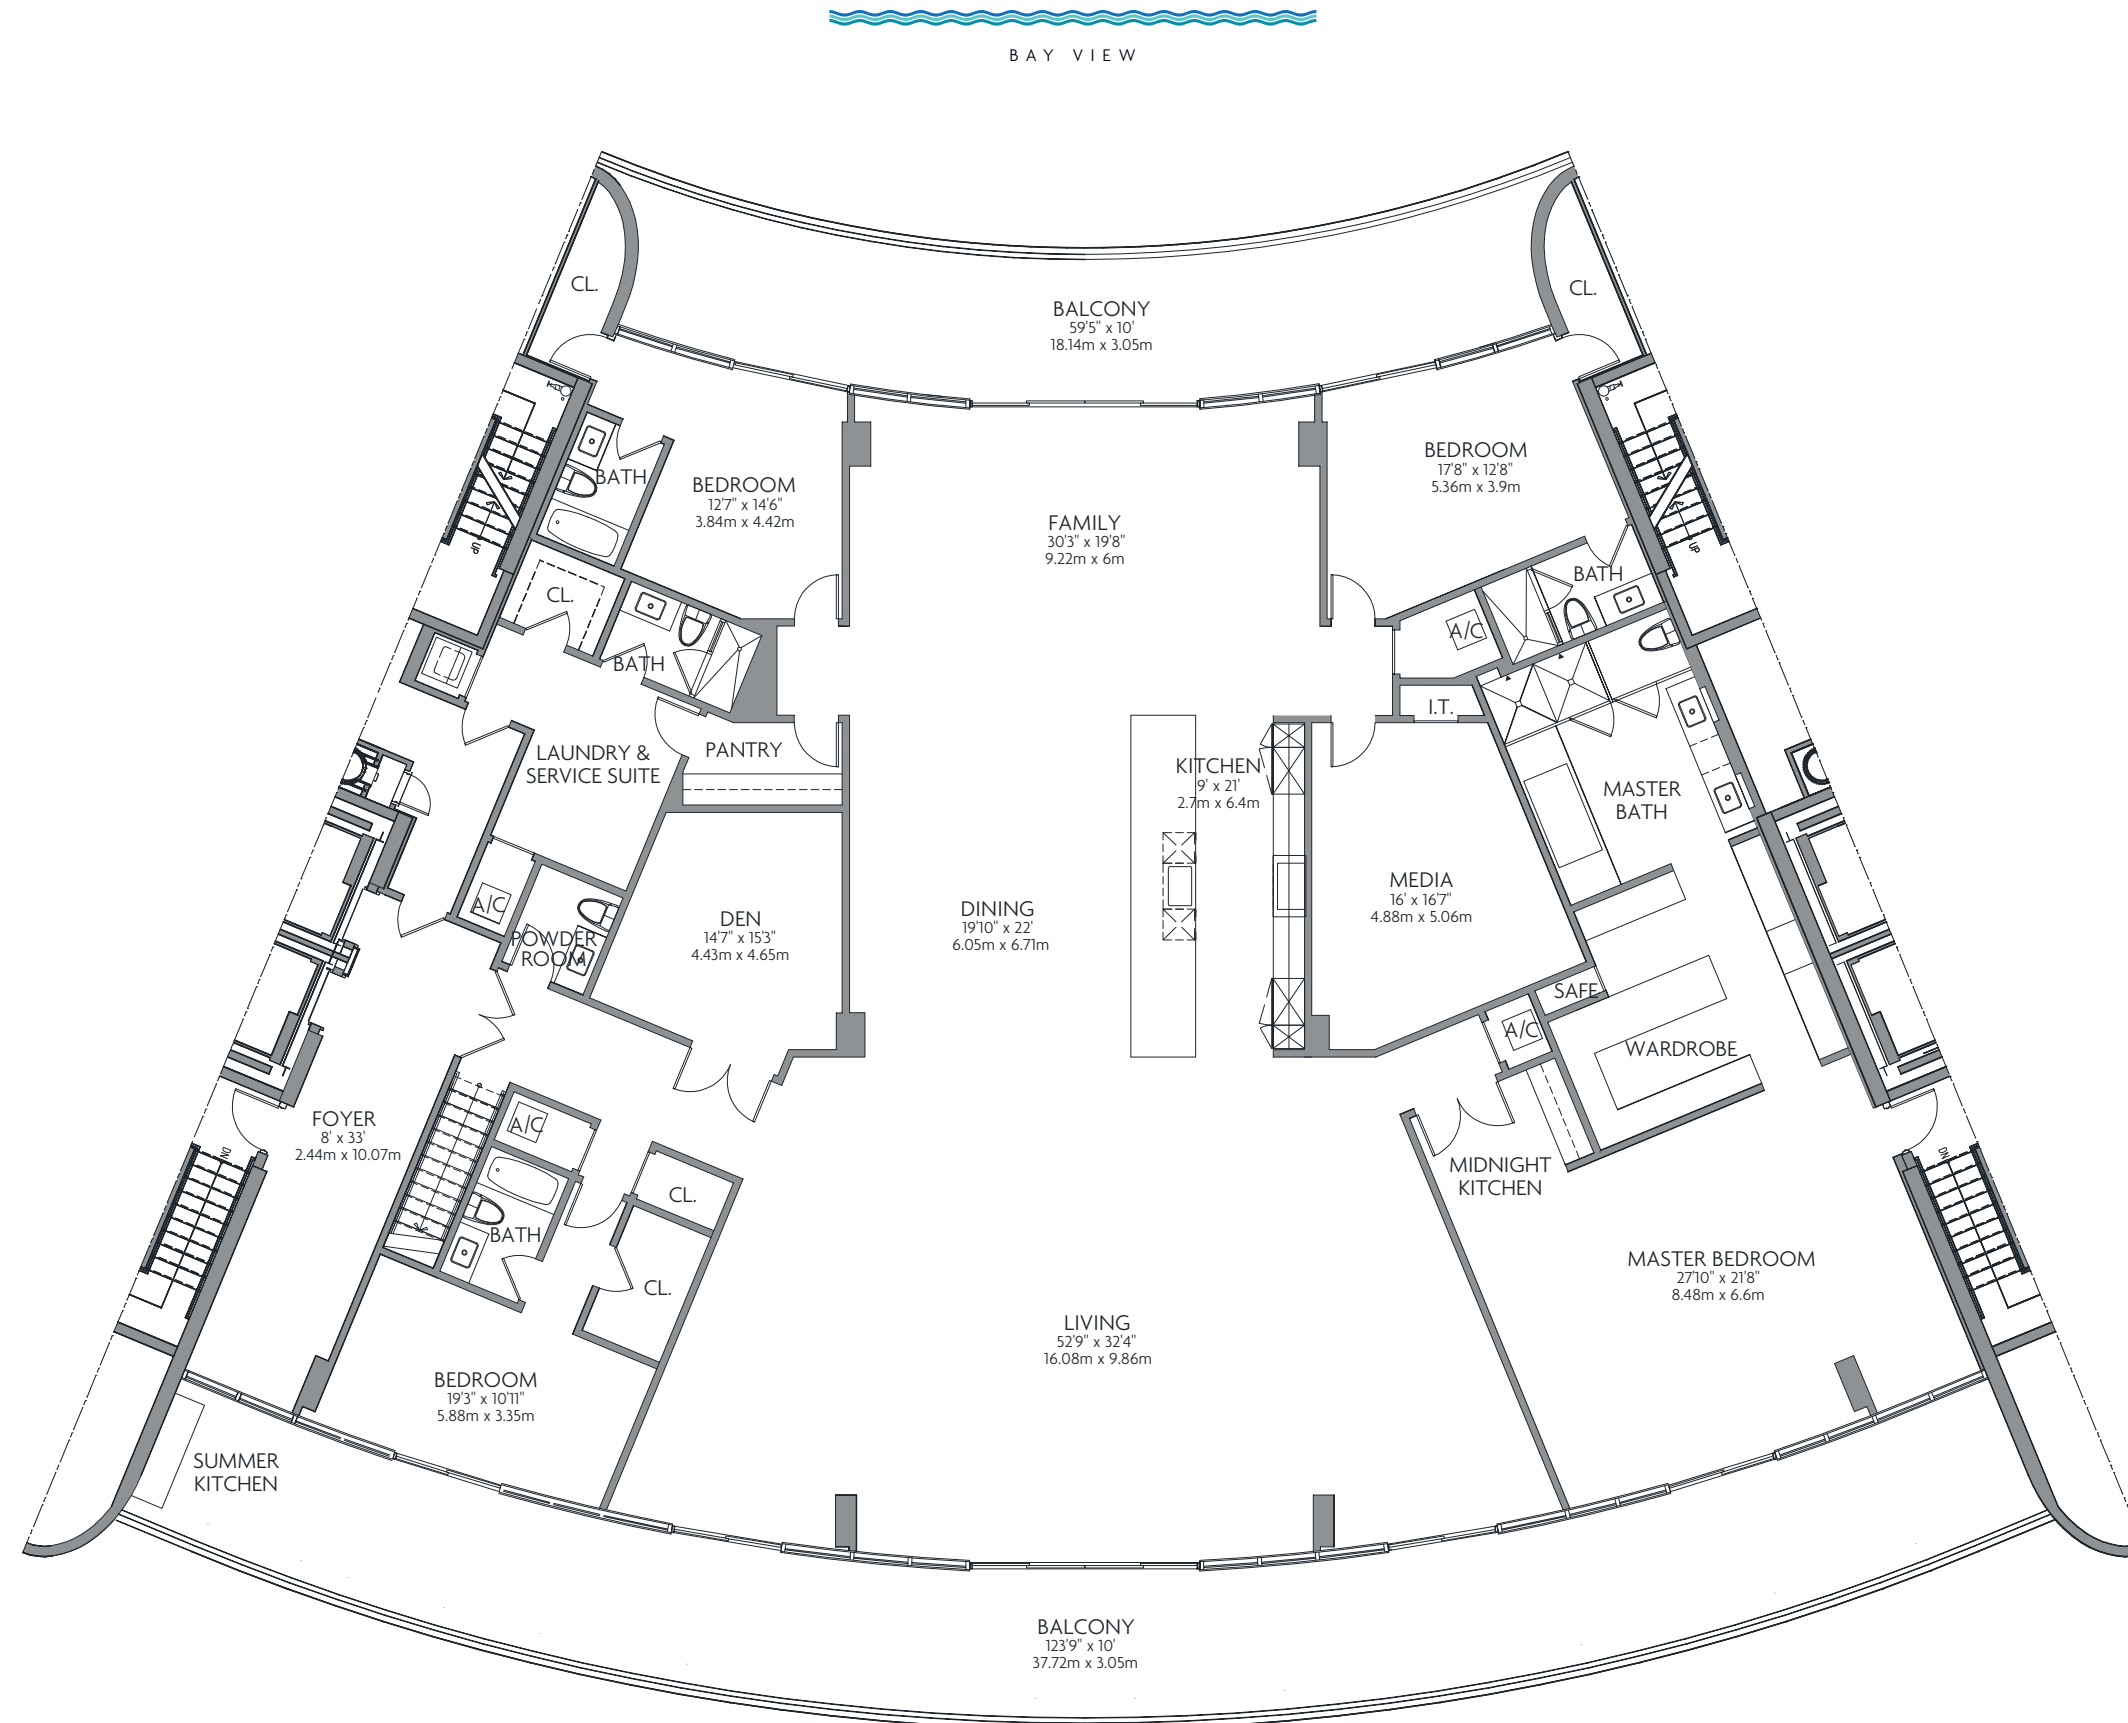 BAY VIEW
CL.
CL.
BALCONY
59'5" x 10'
18.14m x 3.05m
BATH
BEDROOM
12'7" x 14'6"
3.84m x 4.42m
BEDROOM
17'8" x 12'8"
5.36m x 3.9m
FAMILY
30'3" x 19'8"
9.22m x 6m
UP
UP
BATH
CL.
A/C
BATH
I.T.
LAUNDRY &
SERVICE SUITE
PANTRY
KITCHEN
9' x 21'
2.7m x 6.4m
MASTER
BATH
A/C
POWDER
ROOM
DEN
14'7" x 15'3"
4.43m x 4.65m
DINING
19'10" x 22'
6.05m x 6.71m
MEDIA
16' x 16'7"
4.88m x 5.06m
SAFE
A/C
WARDROBE
FOYER
8' x 33'
2.44m x 10.07m
A/C
DN
DN
MIDNIGHT
KITCHEN
CL.
BATH
CL.
MASTER BEDROOM
27'10" x 21'8"
8.48m x 6.6m
LIVING
52'9" x 32'4"
16.08m x 9.86m
BEDROOM
19'3" x 10'11"
5.88m x 3.35m
SUMMER
KITCHEN
BALCONY
123'9" x 10'
37.72m x 3.05m